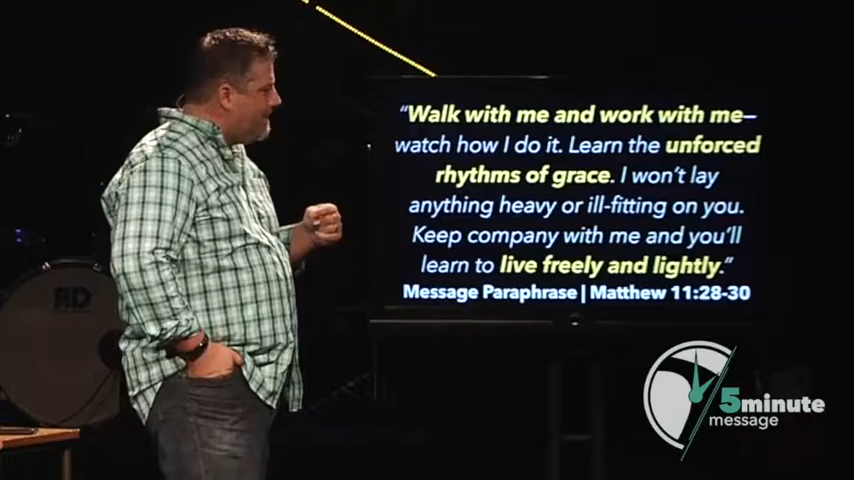 "Walk with me and work with me–
watch how I do it. Learn the unforced
rhythms of grace. I won't lay
anything heavy or ill-fitting on you.
Keep company with me and you'll
learn to live freely and lightly."
Message Paraphrase | Matthew 11:28-30
RD
5minute
message